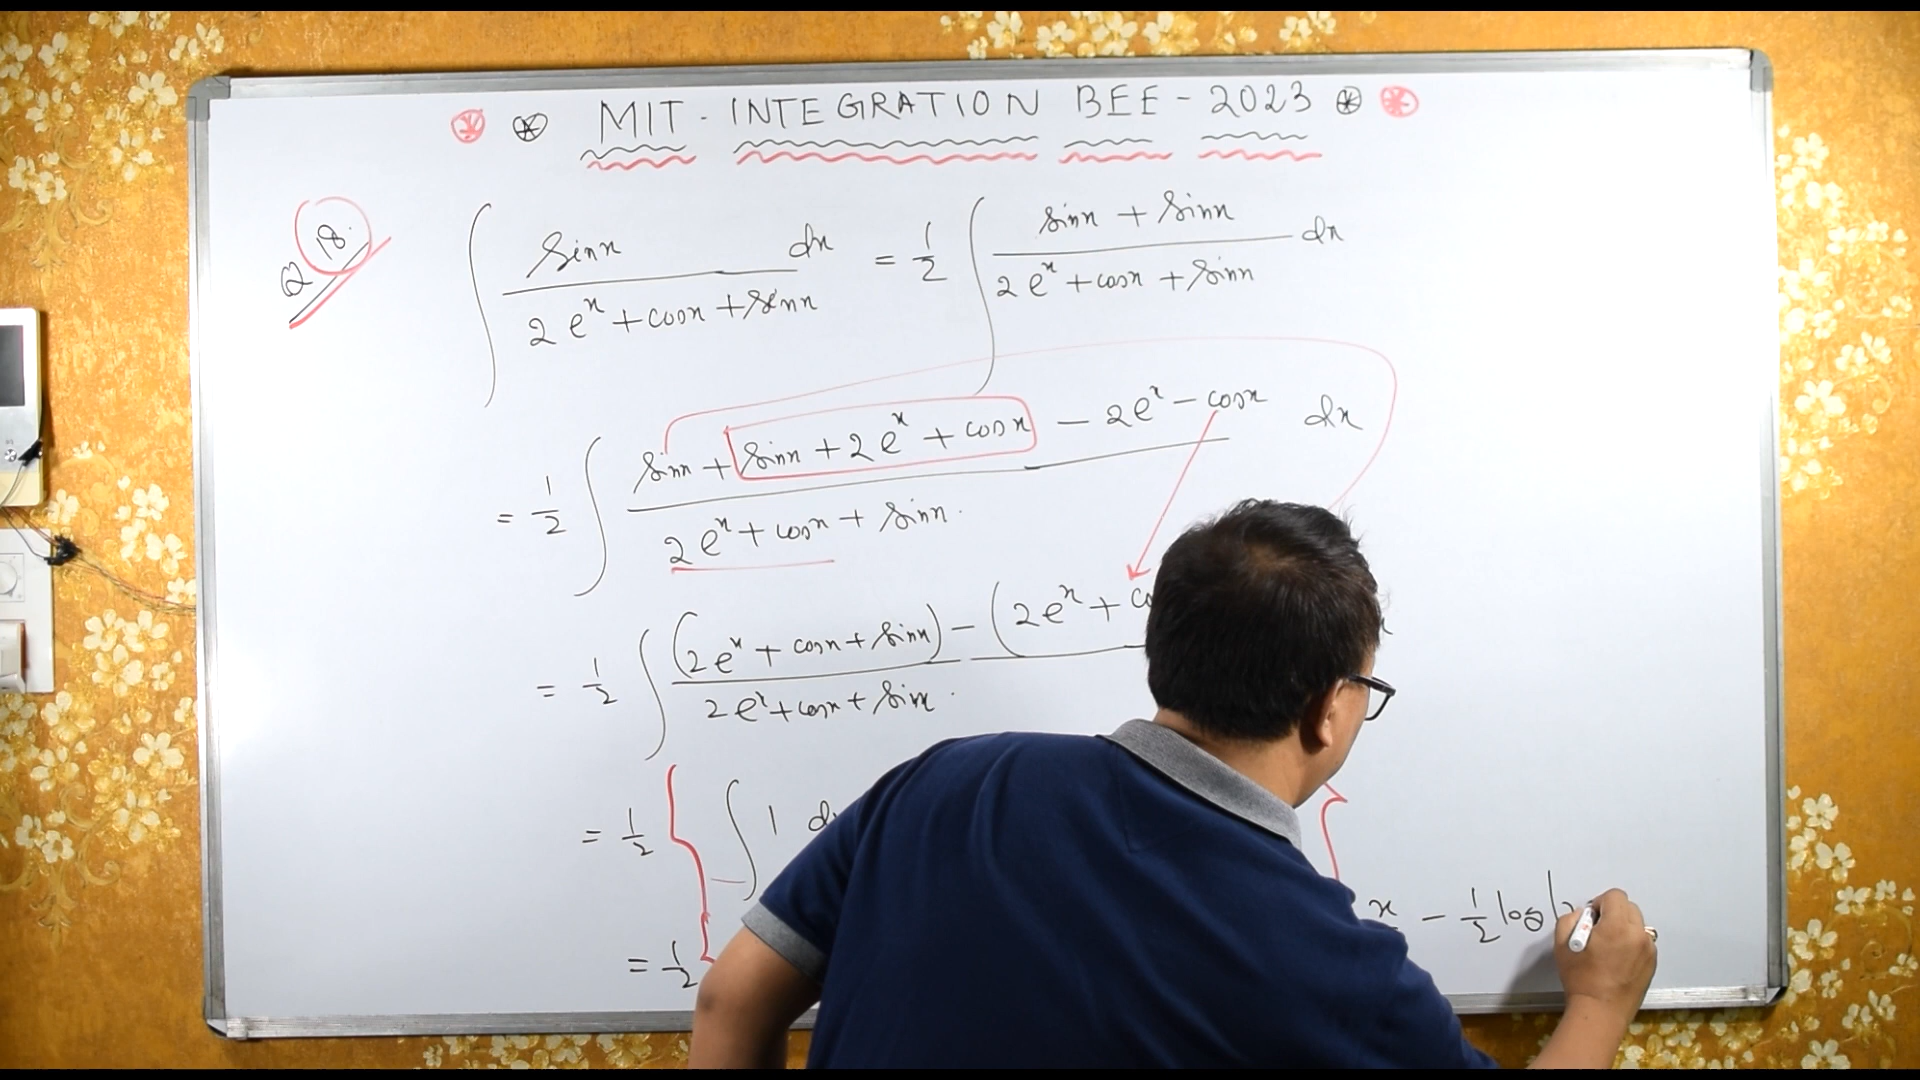 MIT - INTEGRATION BEE - 2023
Q 18.
∫ sinx / (2e^x + cosx + sinx) dx = 1/2 ∫ (sinx + sinx) / (2e^x + cosx + sinx) dx
= 1/2 ∫ (sinx + sinx + 2e^x + cosx - 2e^x - cosx) / (2e^x + cosx + sinx) dx
= 1/2 ∫ ((2e^x + cosx + sinx) - (2e^x + co / 2e^x + cosx + sinx
= 1/2 { ∫ 1 dx }
= 1/2 x - 1/2 log|